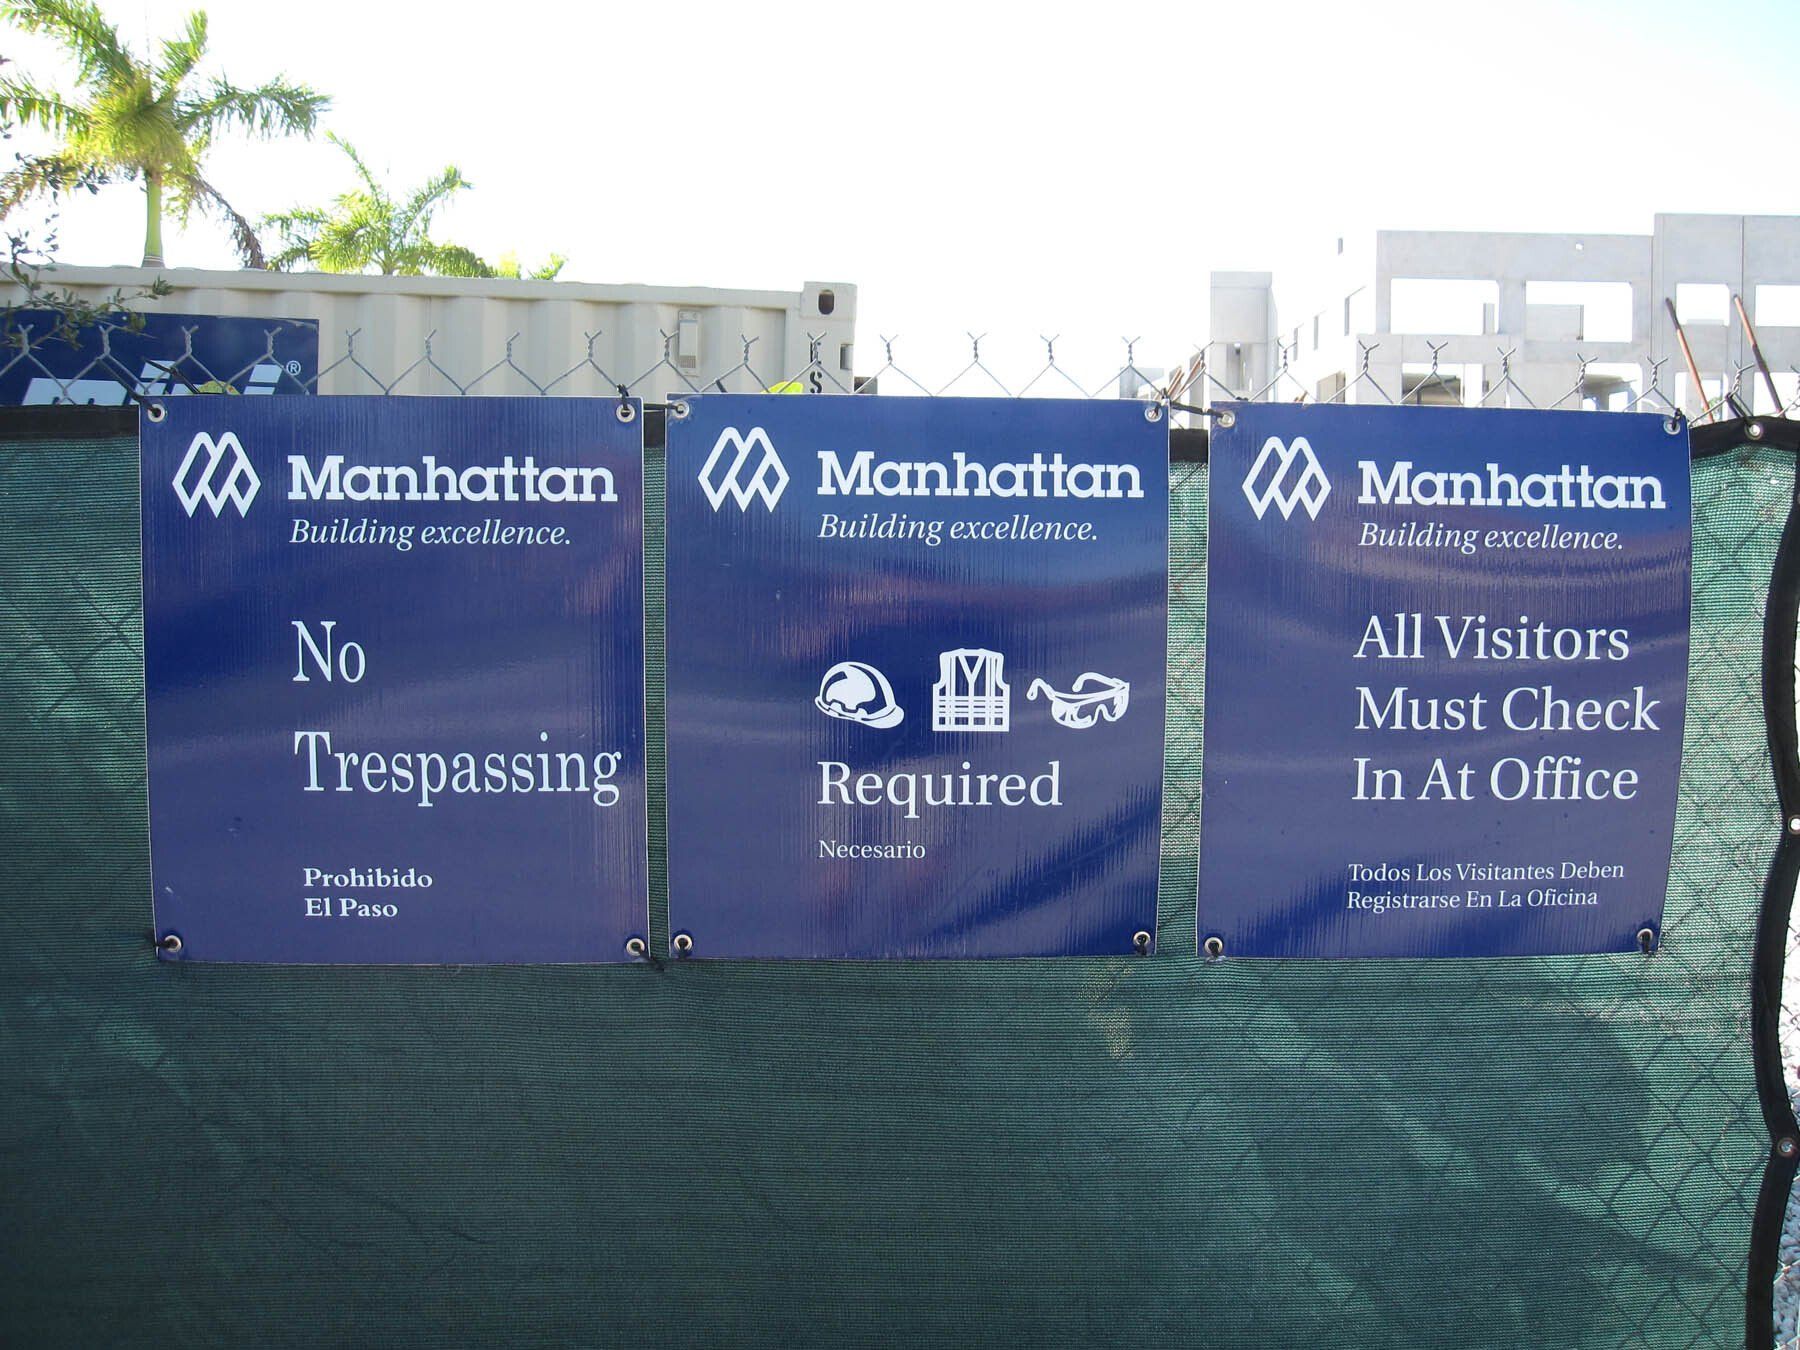 Manhattan
Building excellence.
No
Trespassing
Prohibido
El Paso
Manhattan
Building excellence.
Required
Necesario
Manhattan
Building excellence.
All Visitors
Must Check
In At Office
Todos Los Visitantes Deben
Registrarse En La Oficina